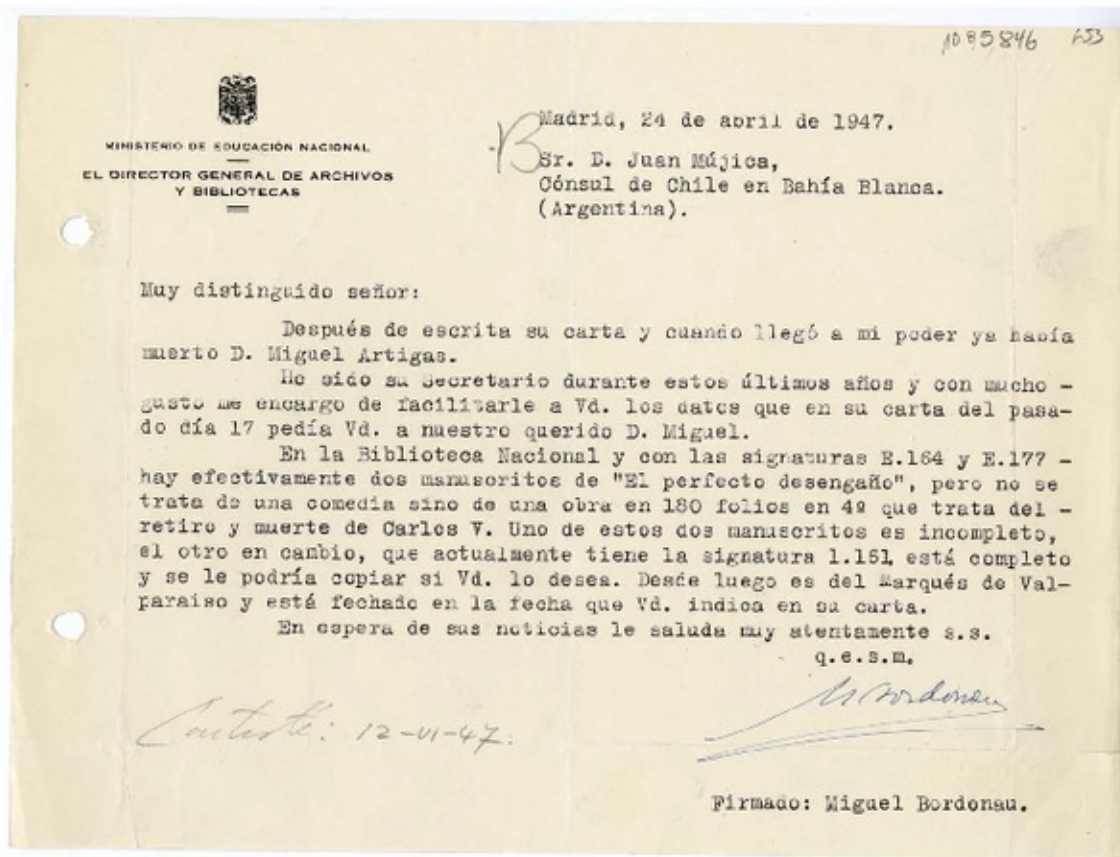 1095846 653
MINISTERIO DE EDUCACIÓN NACIONAL
EL DIRECTOR GENERAL DE ARCHIVOS
Y BIBLIOTECAS
Madrid, 24 de abril de 1947.
Sr. D. Juan Mújica,
Cónsul de Chile en Bahía Blanca.
(Argentina).
Muy distinguido señor:
Después de escrita su carta y cuando llegó a mi poder ya había
muerto D. Miguel Artigas.
He sido su Secretario durante estos últimos años y con mucho -
gusto me encargo de facilitarle a Vd. los datos que en su carta del pasa-
do día 17 pedía Vd. a nuestro querido D. Miguel.
En la Biblioteca Nacional y con las signaturas E.164 y E.177 -
hay efectivamente dos manuscritos de "El perfecto desengaño", pero no se
trata de una comedia sino de una obra en 180 folios en 4º que trata del -
retiro y muerte de Carlos V. Uno de estos dos manuscritos es incompleto,
el otro en cambio, que actualmente tiene la signatura 1.151, está completo
y se le podría copiar si Vd. lo desea. Desde luego es del Marqués de Val-
paraiso y está fechado en la fecha que Vd. indica en su carta.
En espera de sus noticias le saluda muy atentamente s.s.
q.e.s.m.
M Bordonau
Contesté: 12-VI-47.
Firmado: Miguel Bordonau.